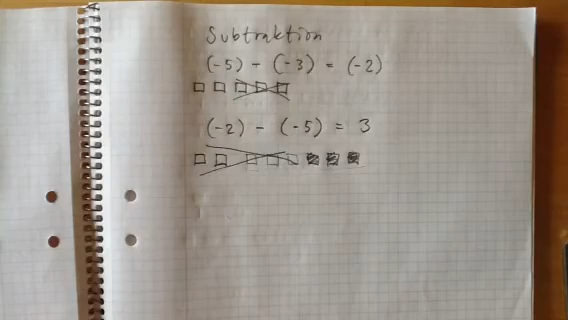 Subtraktion
(-5) - (-3) = (-2)
(-2) - (-5) = 3